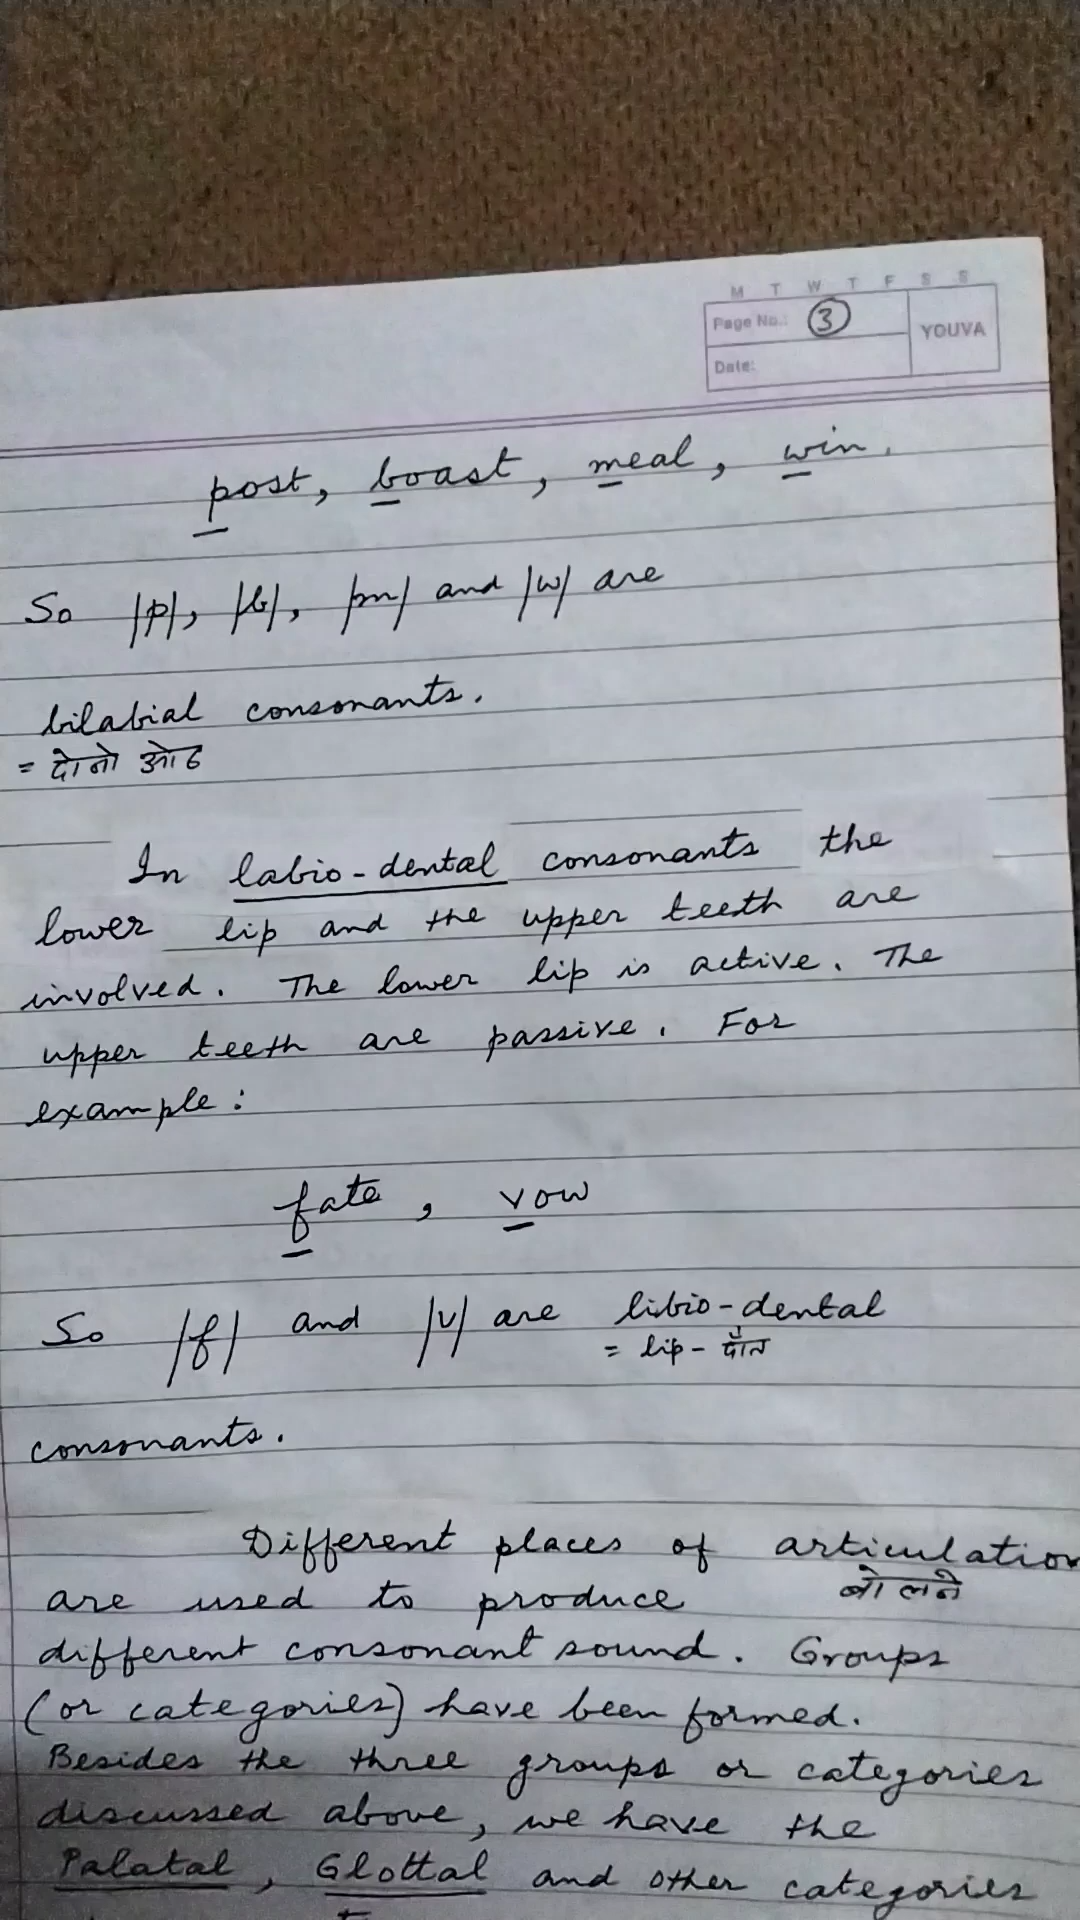 M T W T F S S
Page No.: 3
YOUVA
Date:
post, boast, meal, win.
So /p/, /b/, /m/ and /w/ are
bilabial consonants.
= दोनो ओठ
In labio-dental consonants the
lower lip and the upper teeth are
involved. The lower lip is active. The
upper teeth are passive. For
example:
fate, vow
So /f/ and /v/ are libio-dental
= lip - दाँत
consonants.
Different places of articulation
बोलने
are used to produce
different consonant sound. Groups
(or categories) have been formed.
Besides the three groups or categories
discussed above, we have the
Palatal, Glottal and other categories